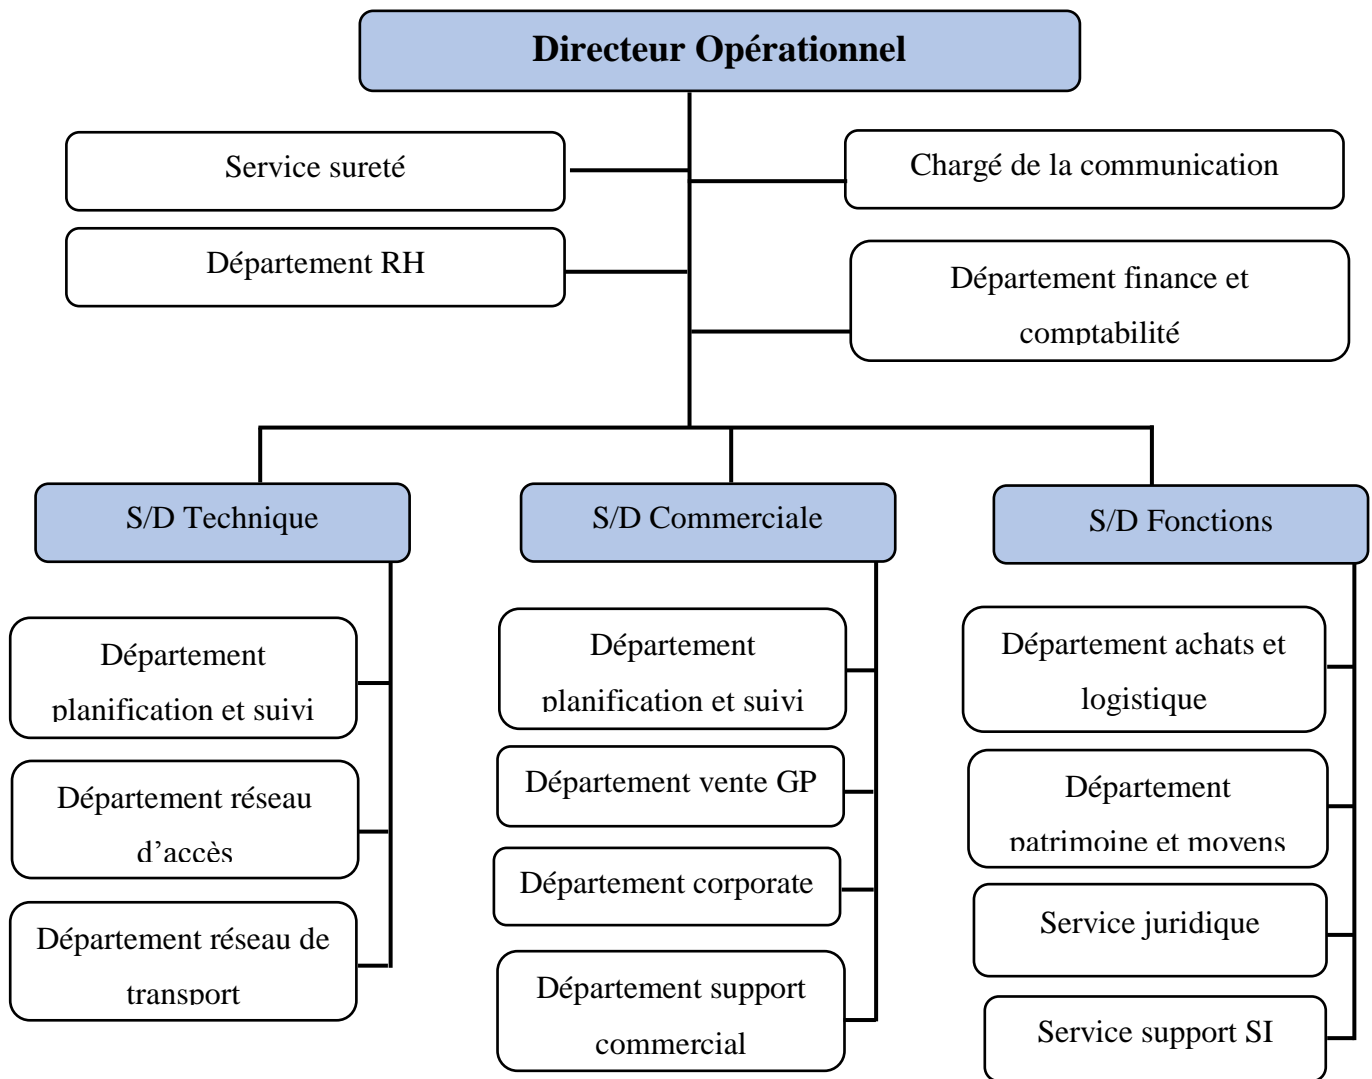 Directeur Opérationnel
Service sureté
Chargé de la communication
Département RH
Département finance et
comptabilité
S/D Technique
S/D Commerciale
S/D Fonctions
Département
planification et suivi
Département réseau
d’accès
Département réseau de
transport
Département
planification et suivi
Département vente GP
Département corporate
Département support
commercial
Département achats et
logistique
Département
patrimoine et moyens
Service juridique
Service support SI